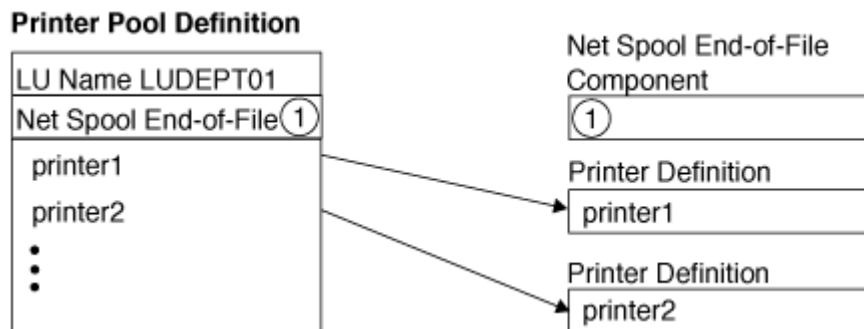 Printer Pool Definition
LU Name LUDEPT01
Net Spool End-of-File 1
printer1
printer2
Net Spool End-of-File
Component
1
Printer Definition
printer1
Printer Definition
printer2